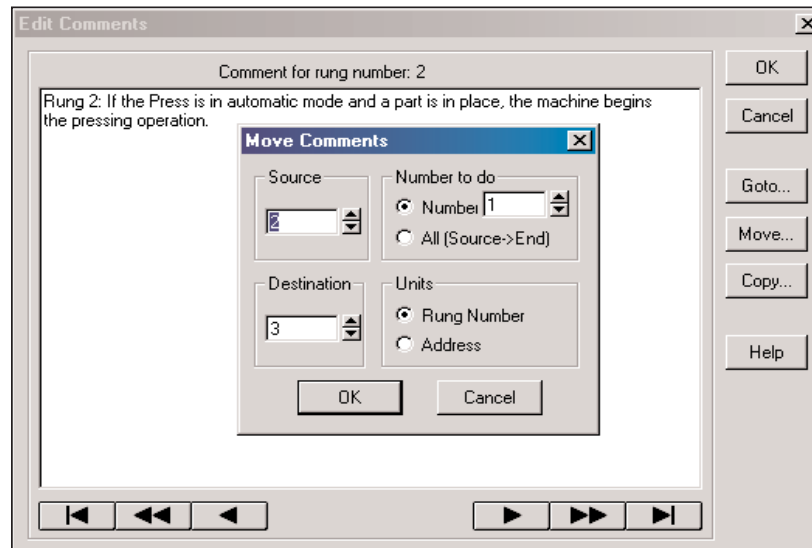 Edit Comments
Comment for rung number: 2
Rung 2: If the Press is in automatic mode and a part is in place, the machine begins
the pressing operation.
Move Comments
Source
2
Number to do
Number 1
All (Source->End)
Destination
3
Units
Rung Number
Address
OK
Cancel
OK
Cancel
Goto...
Move...
Copy...
Help